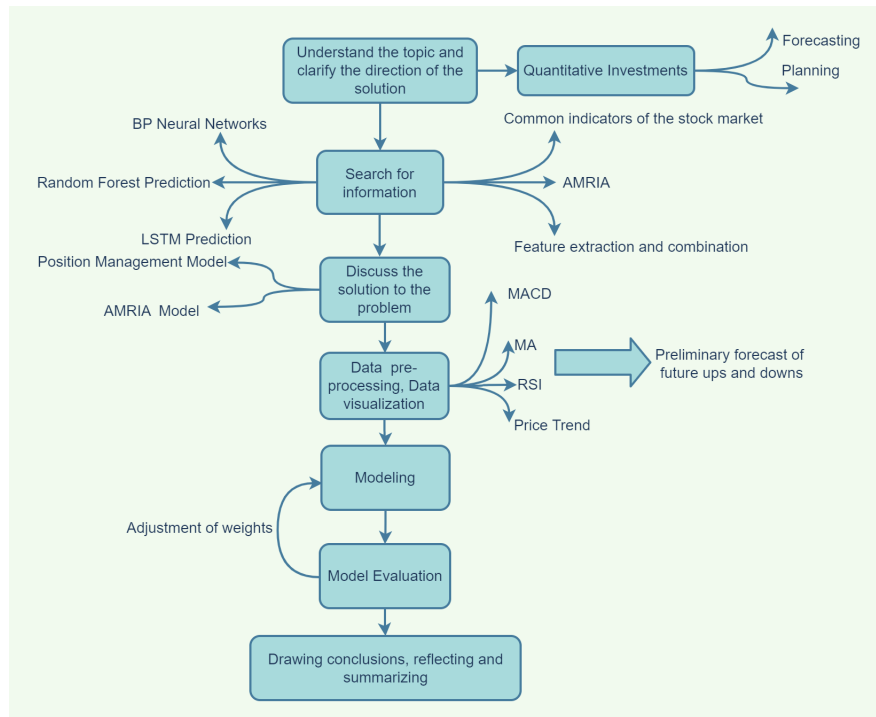 Understand the topic and
clarify the direction of the
solution
Quantitative Investments
Forecasting
Planning
BP Neural Networks
Random Forest Prediction
LSTM Prediction
Search for
information
Common indicators of the stock market
AMRIA
Feature extraction and combination
Position Management Model
AMRIA Model
Discuss the
solution to the
problem
Data pre-
processing, Data
visualization
MACD
MA
RSI
Price Trend
Preliminary forecast of
future ups and downs
Modeling
Adjustment of weights
Model Evaluation
Drawing conclusions, reflecting and
summarizing